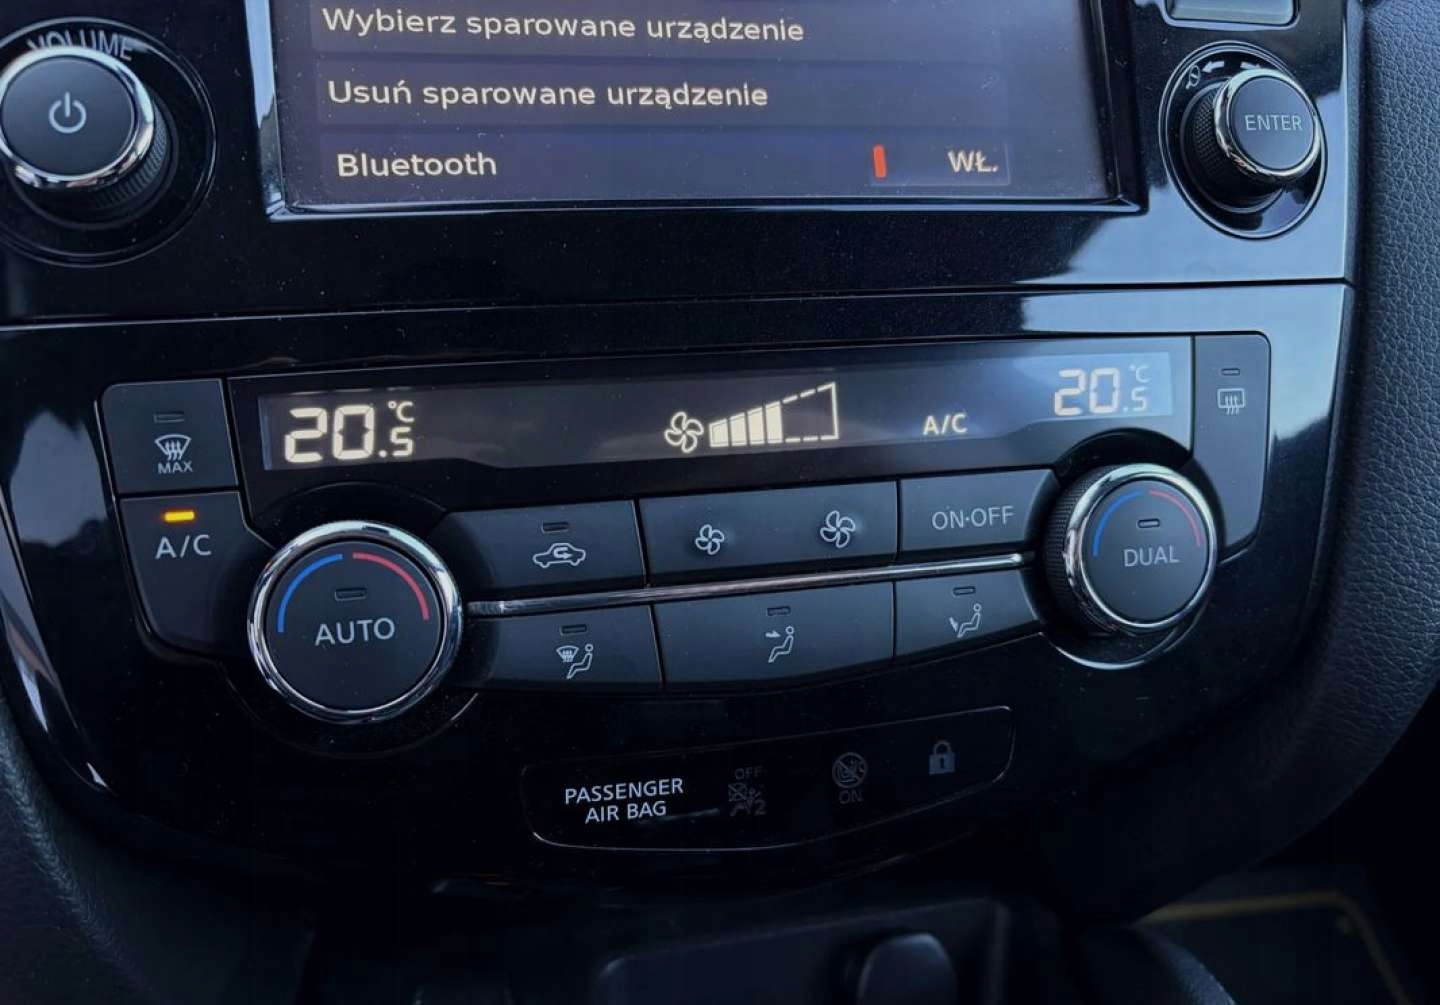 VOLUME
Wybierz sparowane urządzenie
Usuń sparowane urządzenie
Bluetooth WŁ.
ENTER
20.5 °C A/C 20.5 °C
MAX
A/C
ON·OFF
AUTO
DUAL
PASSENGER
AIR BAG
OFF
2
ON